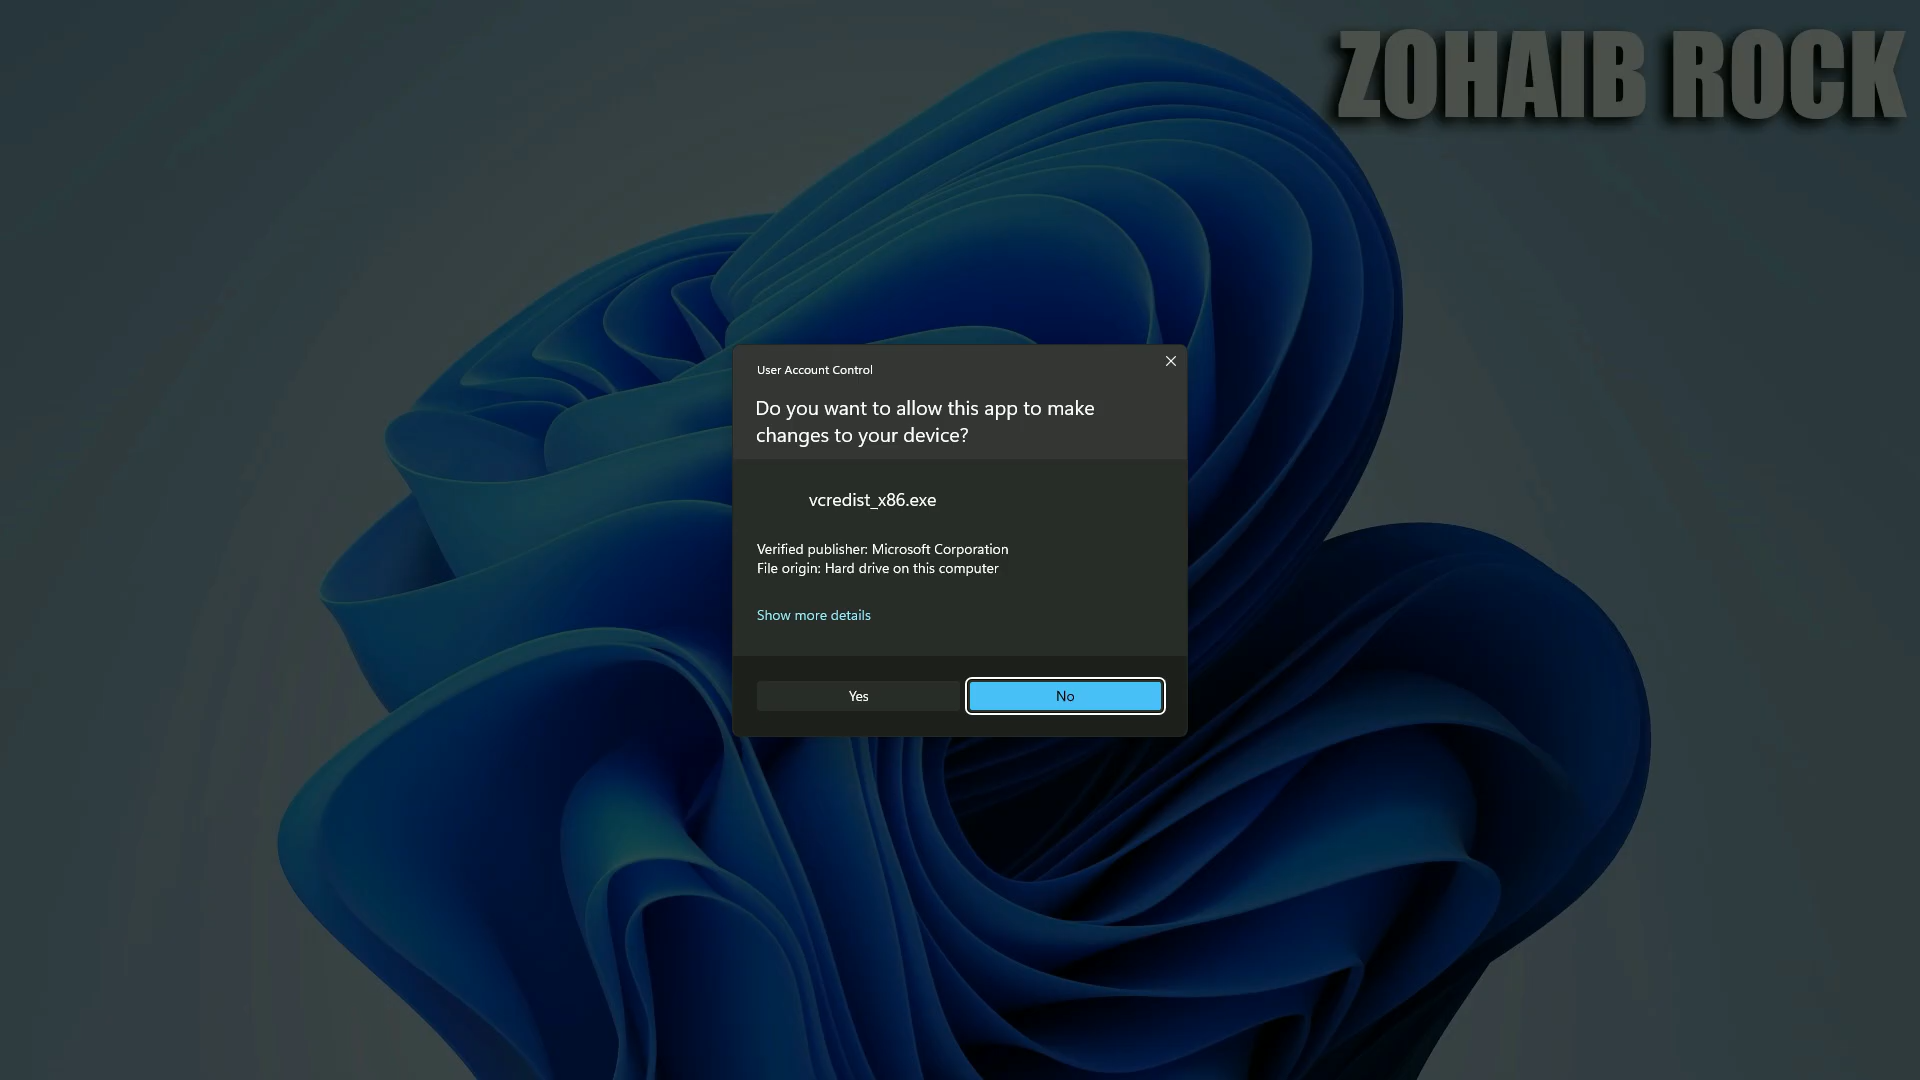 ZOHAIB ROCK
User Account Control
Do you want to allow this app to make
changes to your device?
vcredist_x86.exe
Verified publisher: Microsoft Corporation
File origin: Hard drive on this computer
Show more details
Yes
No